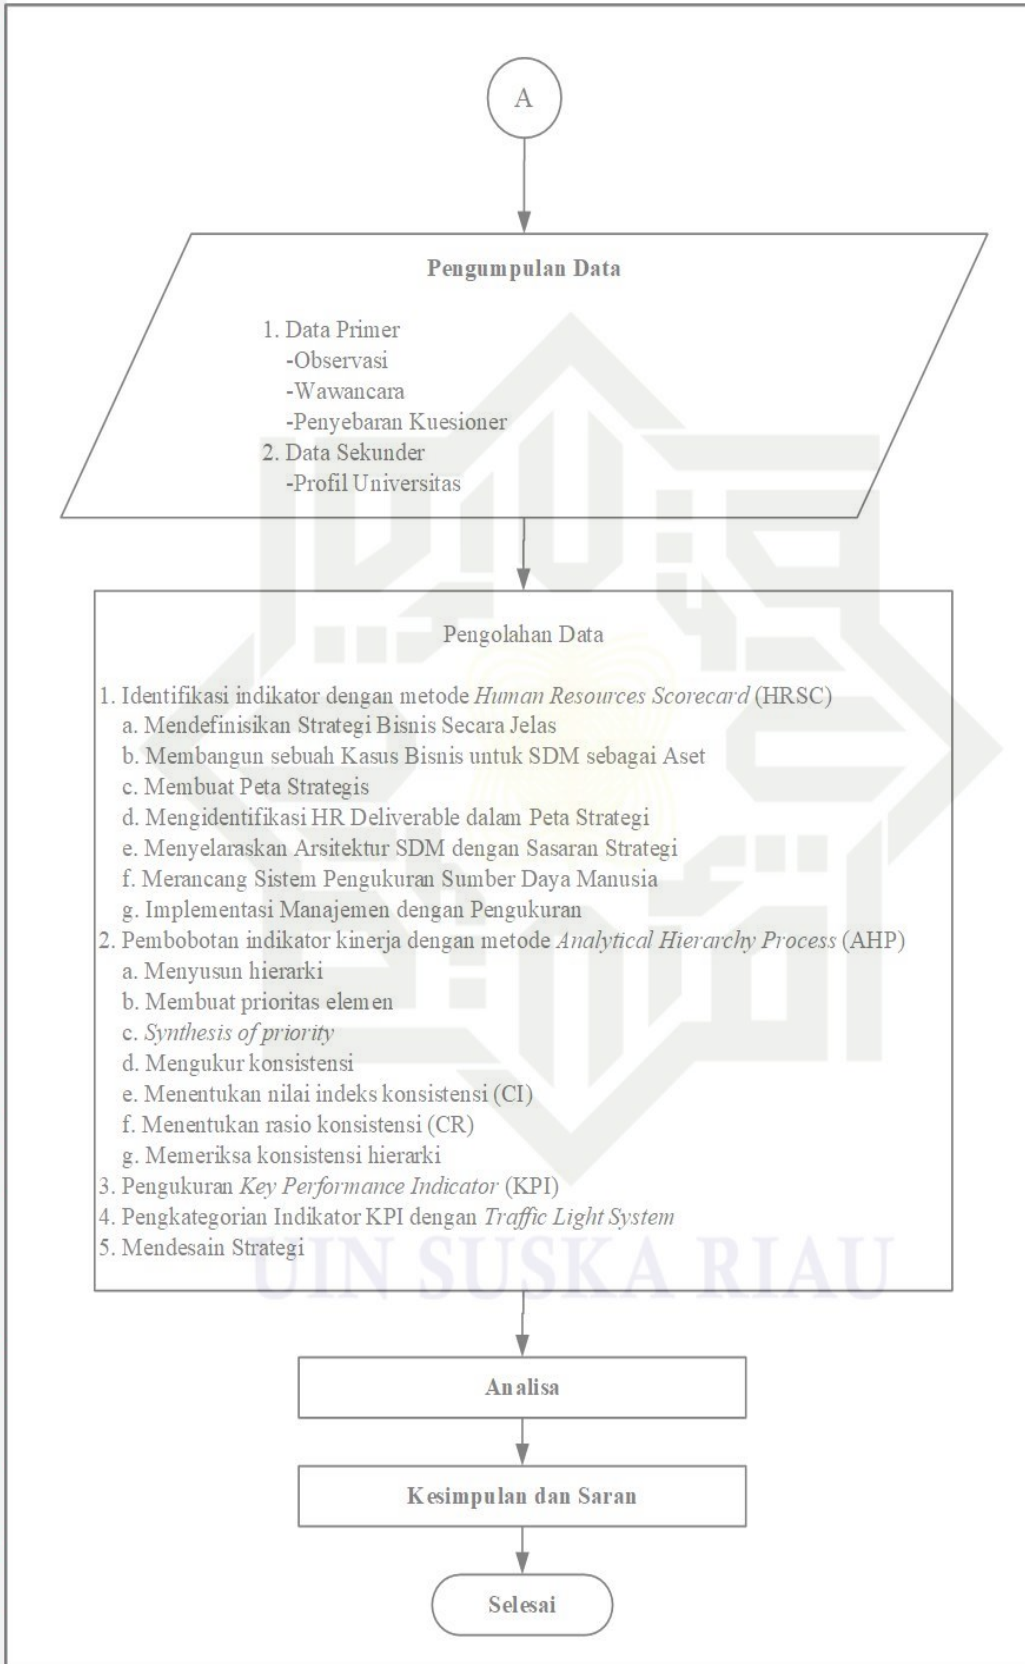 A
Pengumpulan Data
1. Data Primer
-Observasi
-Wawancara
-Penyebaran Kuesioner
2. Data Sekunder
-Profil Universitas
Pengolahan Data
1. Identifikasi indikator dengan metode Human Resources Scorecard (HRSC)
a. Mendefinisikan Strategi Bisnis Secara Jelas
b. Membangun sebuah Kasus Bisnis untuk SDM sebagai Aset
c. Membuat Peta Strategis
d. Mengidentifikasi HR Deliverable dalam Peta Strategi
e. Menyelaraskan Arsitektur SDM dengan Sasaran Strategi
f. Merancang Sistem Pengukuran Sumber Daya Manusia
g. Implementasi Manajemen dengan Pengukuran
2. Pembobotan indikator kinerja dengan metode Analytical Hierarchy Process (AHP)
a. Menyusun hierarki
b. Membuat prioritas elemen
c. Synthesis of priority
d. Mengukur konsistensi
e. Menentukan nilai indeks konsistensi (CI)
f. Menentukan rasio konsistensi (CR)
g. Memeriksa konsistensi hierarki
3. Pengukuran Key Performance Indicator (KPI)
4. Pengkategorian Indikator KPI dengan Traffic Light System
5. Mendesain Strategi
UIN SUSKA RIAU
Analisa
Kesimpulan dan Saran
Selesai